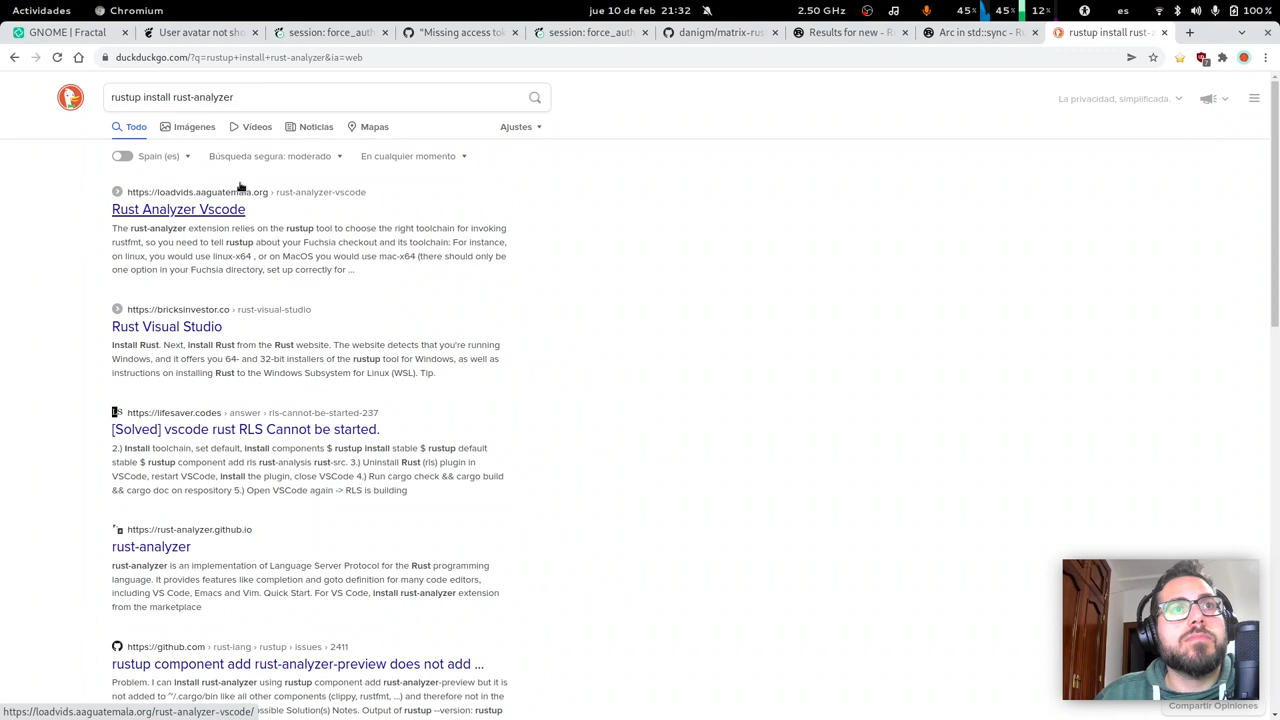 Actividades
Chromium
jue 10 de feb 21:32
2.50 GHz
45%
45%
12%
es
100 %
GNOME | Fractal
User avatar not sho
session: force_auth
"Missing access tok
session: force_auth
danigm/matrix-rus
Results for new - R
Arc in std::sync - Ru
rustup install rust-a
duckduckgo.com/?q=rustup+install+rust-analyzer&ia=web
7
rustup install rust-analyzer
La privacidad, simplificada.
Todo
Imágenes
Vídeos
Noticias
Mapas
Ajustes
Spain (es)
Búsqueda segura: moderado
En cualquier momento
https://loadvids.aaguatemala.org › rust-analyzer-vscode
Rust Analyzer Vscode
The rust-analyzer extension relies on the rustup tool to choose the right toolchain for invoking
rustfmt, so you need to tell rustup about your Fuchsia checkout and its toolchain: For instance,
on linux, you would use linux-x64 , or on MacOS you would use mac-x64 (there should only be
one option in your Fuchsia directory, set up correctly for ...
https://bricksinvestor.co › rust-visual-studio
Rust Visual Studio
Install Rust. Next, install Rust from the Rust website. The website detects that you're running
Windows, and it offers you 64- and 32-bit installers of the rustup tool for Windows, as well as
instructions on installing Rust to the Windows Subsystem for Linux (WSL). Tip.
LS
https://lifesaver.codes › answer › rls-cannot-be-started-237
[Solved] vscode rust RLS Cannot be started.
2.) Install toolchain, set default, install components $ rustup install stable $ rustup default
stable $ rustup component add rls rust-analysis rust-src. 3.) Uninstall Rust (rls) plugin in
VSCode, restart VSCode, install the plugin, close VSCode 4.) Run cargo check && cargo build
&& cargo doc on respository 5.) Open VSCode again -> RLS is building
https://rust-analyzer.github.io
rust-analyzer
rust-analyzer is an implementation of Language Server Protocol for the Rust programming
language. It provides features like completion and goto definition for many code editors,
including VS Code, Emacs and Vim. Quick Start. For VS Code, install rust-analyzer extension
from the marketplace
https://github.com › rust-lang › rustup › issues › 2411
rustup component add rust-analyzer-preview does not add ...
Problem. I can install rust-analyzer using rustup component add rust-analyzer-preview but it is
not added to ~/.cargo/bin like all other components (clippy, rustfmt, ...) and therefore not in the
ossible Solution(s) Notes. Output of rustup --version: rustup
https://loadvids.aaguatemala.org/rust-analyzer-vscode/
Compartir Opiniones